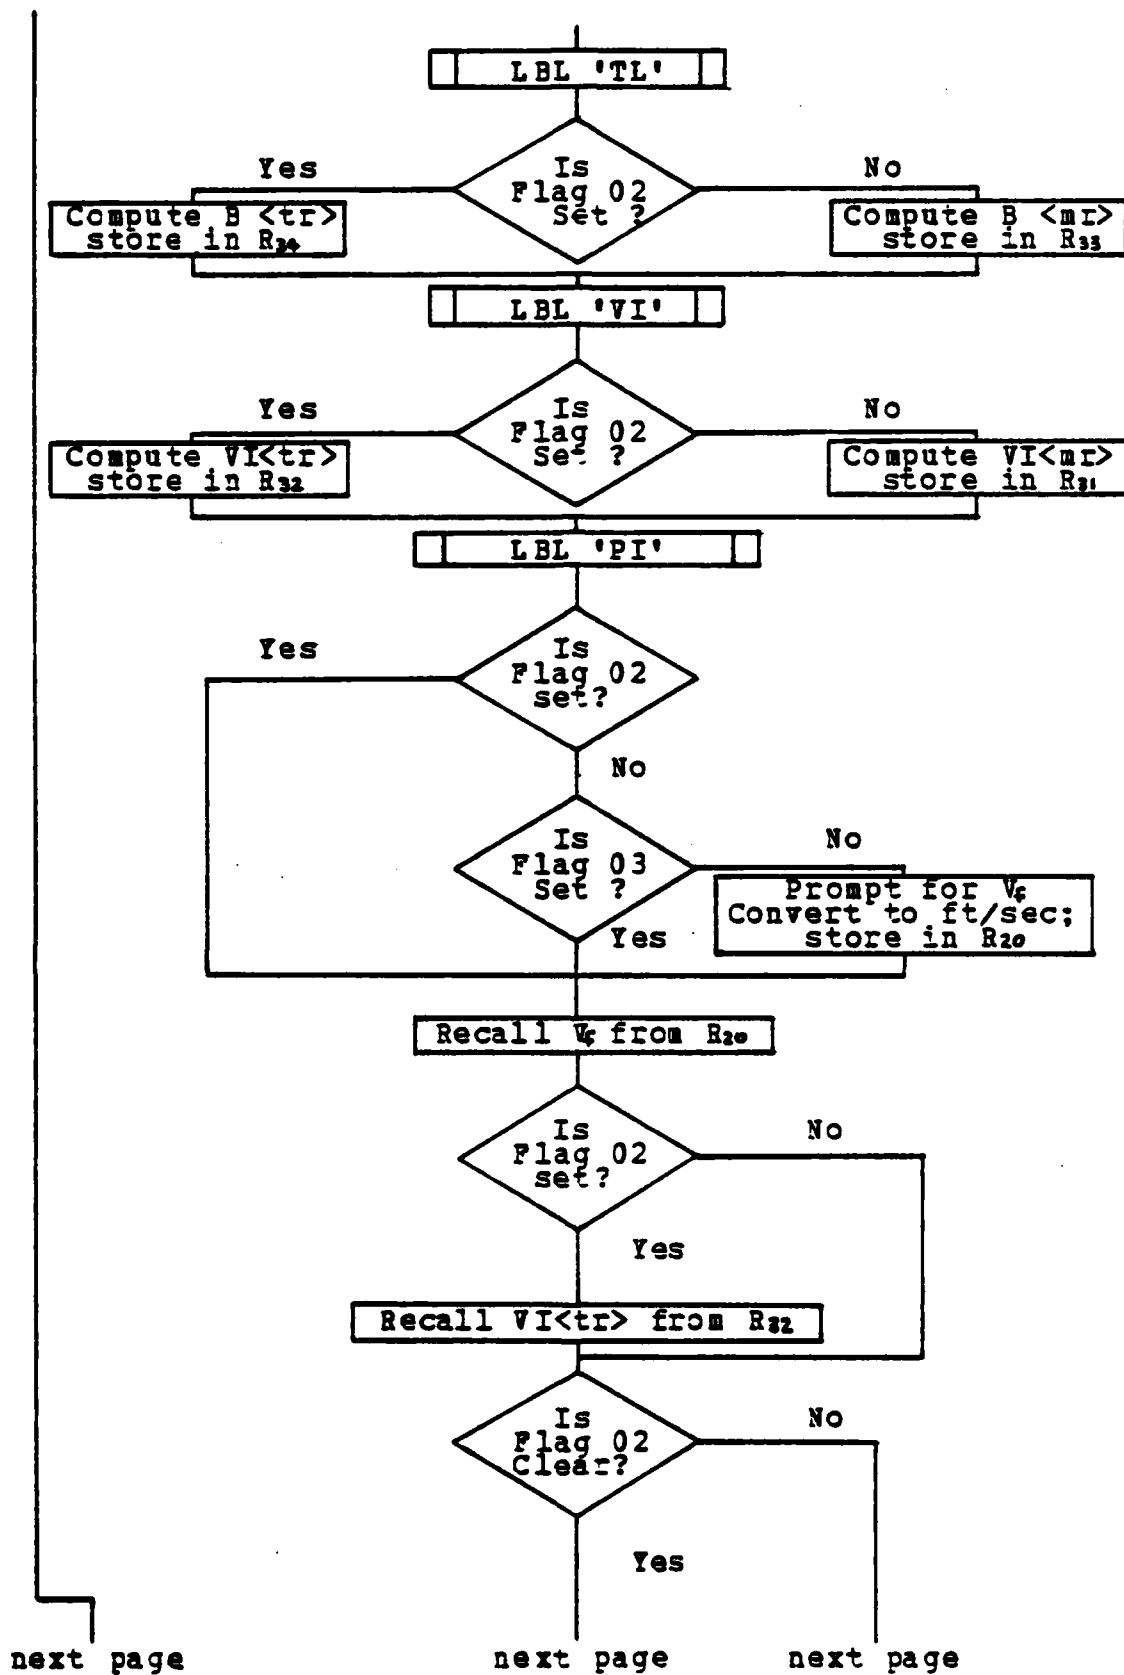 LBL 'TL'
Yes
Is
Flag 02
Set ?
No
Compute B <tr>
store in R34
Compute B <mr>
store in R33
LBL 'VI'
Yes
Is
Flag 02
Set ?
No
Compute VI<tr>
store in R32
Compute VI<mr>
store in R31
LBL 'PI'
Yes
Is
Flag 02
set?
No
Is
Flag 03
Set ?
No
Yes
Prompt for Vf
Convert to ft/sec;
store in R20
Recall Vf from R20
Is
Flag 02
set?
No
Yes
Recall VI<tr> from R32
Is
Flag 02
Clear?
No
Yes
next page
next page
next page